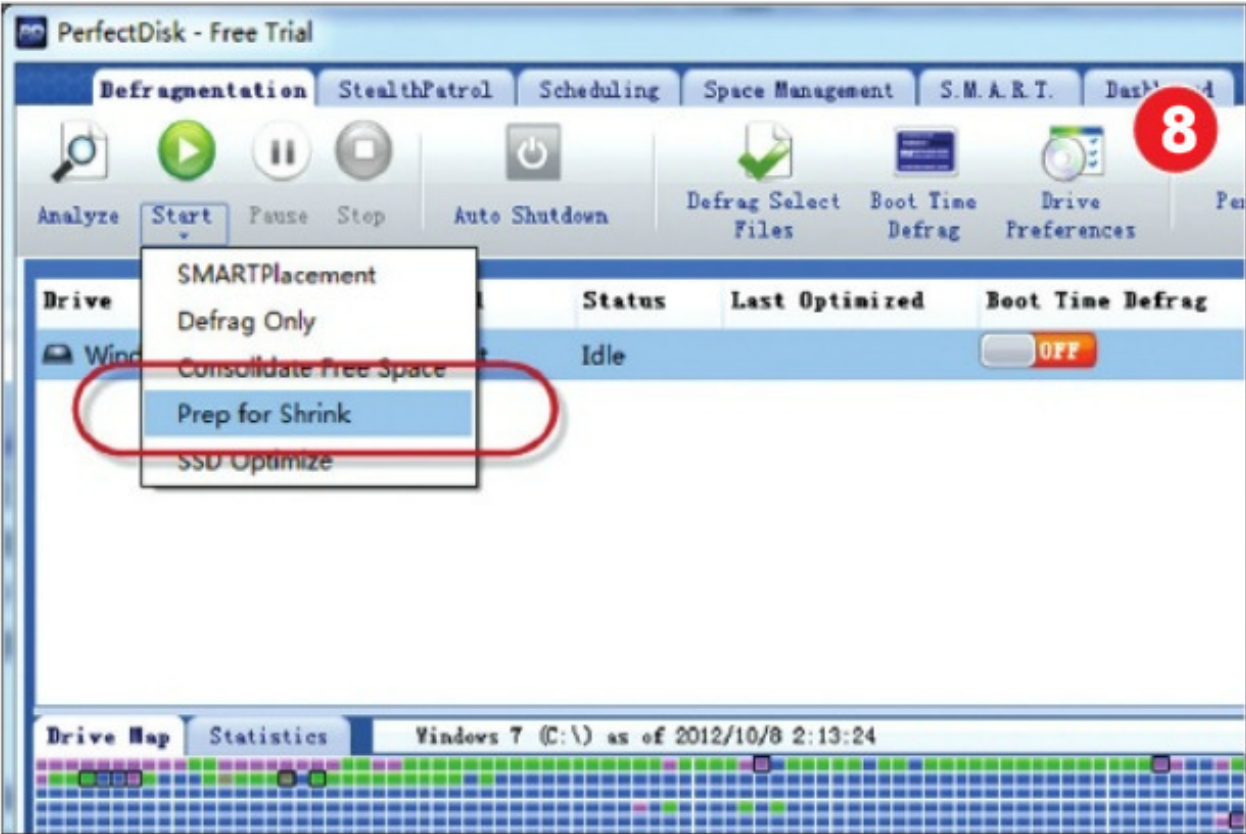 PerfectDisk - Free Trial
Defragmentation StealthPatrol Scheduling Space Management S.M.A.R.T.
8
Analyze Start Pause Stop Auto Shutdown Defrag Select Files Boot Time Defrag Drive Preferences
SMARTPlacement
Defrag Only
Consolidate Free Space
Prep for Shrink
SSD Optimize
Drive Status Last Optimized Boot Time Defrag
Idle OFF
Drive Map Statistics Windows 7 (C:\) as of 2012/10/8 2:13:24